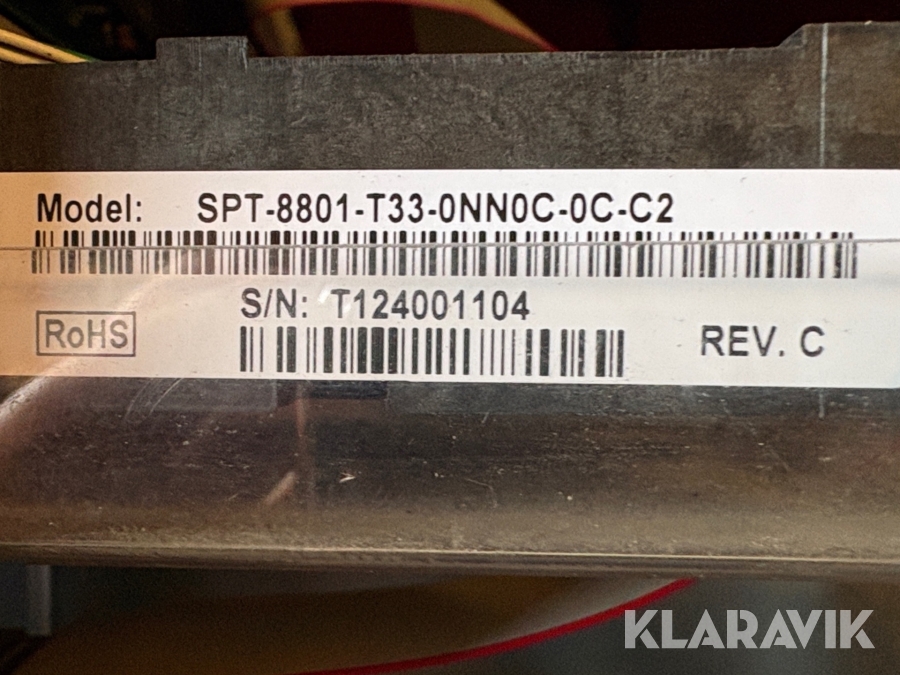 Model: SPT-8801-T33-0NN0C-0C-C2
S/N: T124001104
RoHS
REV. C
KLARAVIK